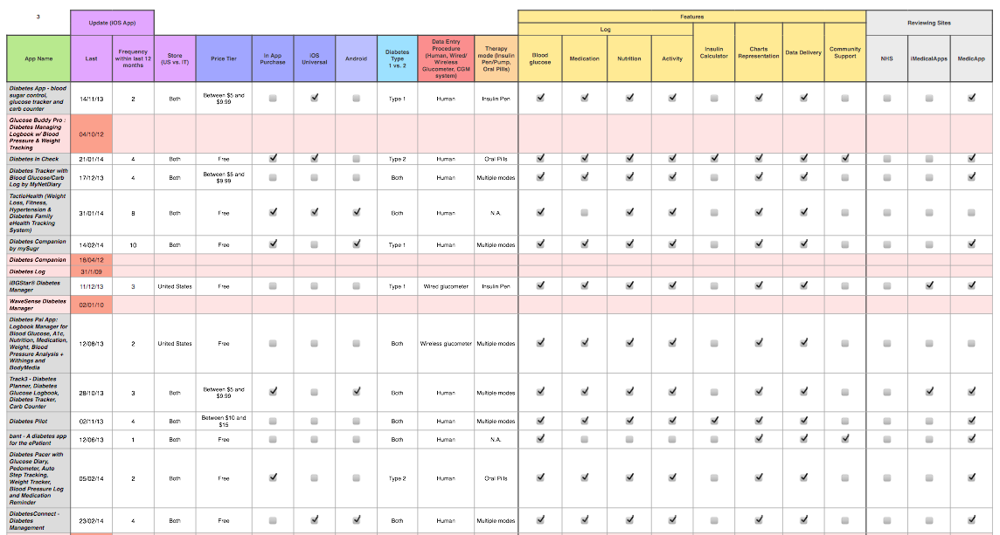 3
Update (iOS App)
Features
Reviewing Sites
Log
App Name
Last
Frequency
within last 12
months
Store
(US vs. IT)
Price Tier
In App
Purchase
iOS
Universal
Android
Diabetes
Type
1 vs. 2
Data Entry
Procedure
(Human, Wired/
Wireless
Glucometer, CGM
system)
Therapy
mode (Insulin
Pen/Pump,
Oral Pills)
Blood
glucose
Medication
Nutrition
Activity
Insulin
Calculator
Charts
Representation
Data Delivery
Community
Support
NHS
iMedicalApps
MedicApp
Diabetes App - blood
sugar control,
glucose tracker and
carb counter
14/11/13
2
Both
Between $5 and
$9.99
Type 1
Human
Insulin Pen
Glucose Buddy Pro :
Diabetes Managing
Logbook w/ Blood
Pressure & Weight
Tracking
04/10/12
Diabetes in Check
21/01/14
4
Both
Free
Type 2
Human
Oral Pills
Diabetes Tracker with
Blood Glucose/Carb
Log by MyNetDiary
17/12/13
4
Both
Between $5 and
$9.99
Both
Human
Multiple modes
TactioHealth (Weight
Loss, Fitness,
Hypertension &
Diabetes Family
eHealth Tracking
System)
31/01/14
8
Both
Free
Both
Human
N.A.
Diabetes Companion
by mySugr
14/02/14
10
Both
Free
Type 1
Human
Multiple modes
Diabetes Companion
18/04/12
Diabetes Log
31/1/09
iBGStar® Diabetes
Manager
11/12/13
3
United States
Free
Type 1
Wired glucometer
Insulin Pen
WaveSense Diabetes
Manager
02/01/10
Diabetes Pal App:
Logbook Manager for
Blood Glucose, A1c,
Nutrition, Medication,
Weight, Blood
Pressure Analysis +
Withings and
BodyMedia
12/08/13
2
United States
Free
Both
Wireless glucometer
Multiple modes
Track3 - Diabetes
Planner, Diabetes
Glucose Logbook,
Diabetes Tracker,
Carb Counter
28/10/13
3
Both
Between $5 and
$9.99
Both
Human
Multiple modes
Diabetes Pilot
02/11/13
4
Both
Between $10 and
$15
Both
Human
Multiple modes
bant - A diabetes app
for the ePatient
12/06/13
1
Both
Free
Both
Human
N.A.
Diabetes Pacer with
Glucose Diary,
Pedometer, Auto
Step Tracking,
Weight Tracker,
Blood Pressure Log
and Medication
Reminder
05/02/14
2
Both
Free
Type 2
Human
Oral Pills
DiabetesConnect -
Diabetes
Management
23/02/14
4
Both
Free
Both
Human
Multiple modes